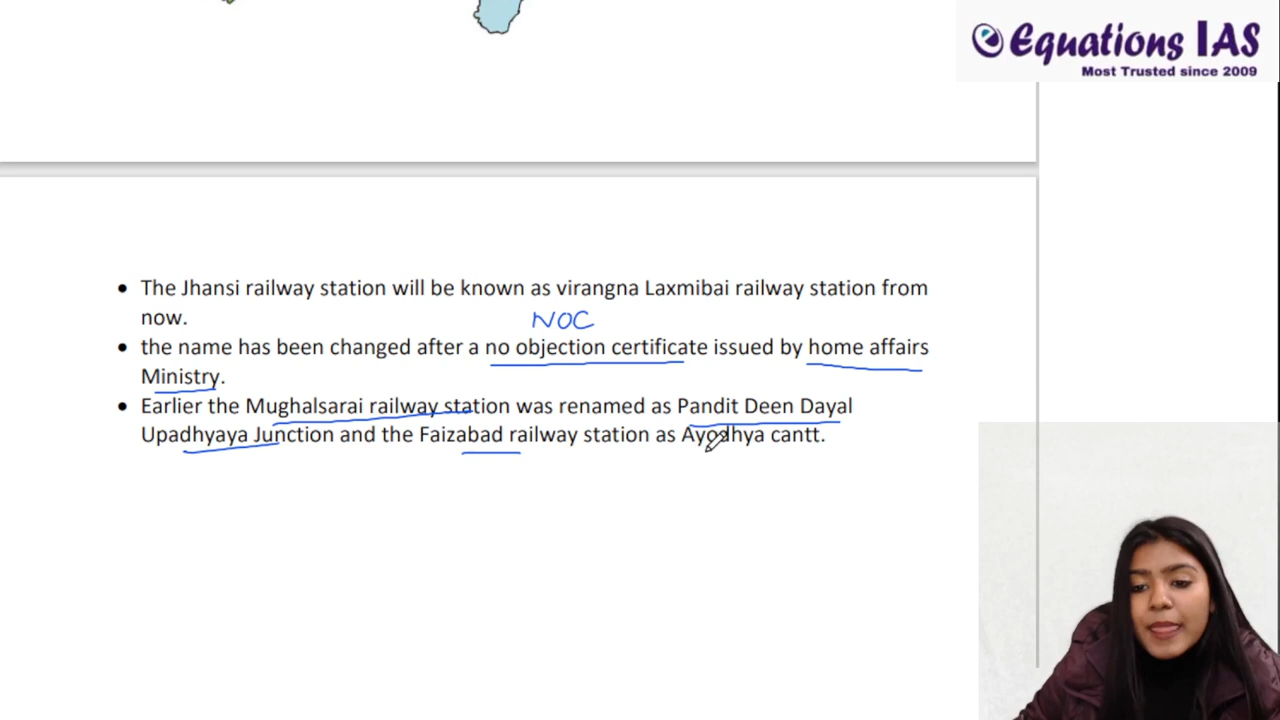 Equations IAS
Most Trusted since 2009
• The Jhansi railway station will be known as virangna Laxmibai railway station from
now.
NOC
• the name has been changed after a no objection certificate issued by home affairs
Ministry.
• Earlier the Mughalsarai railway station was renamed as Pandit Deen Dayal
Upadhyaya Junction and the Faizabad railway station as Ayodhya cantt.